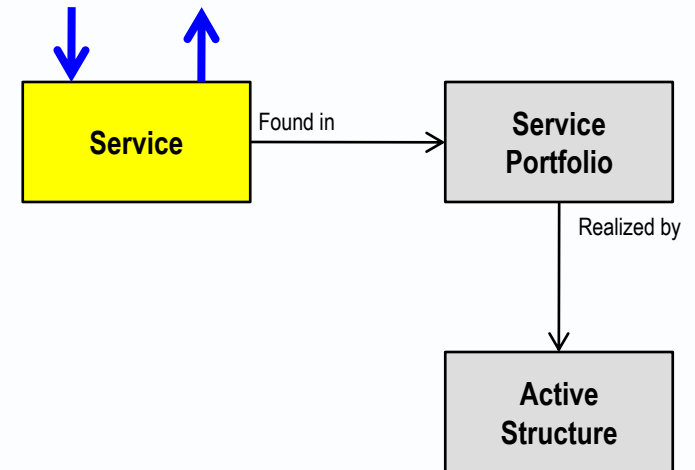 Service
Found in
Service
Portfolio
Realized by
Active
Structure